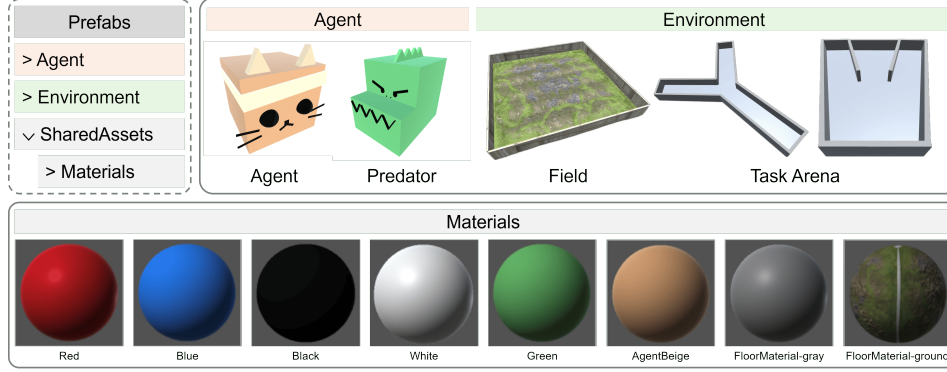 Prefabs
> Agent
> Environment
SharedAssets
> Materials
Agent
Environment
Agent
Predator
Field
Task Arena
Materials
Red
Blue
Black
White
Green
AgentBeige
FloorMaterial-gray
FloorMaterial-ground